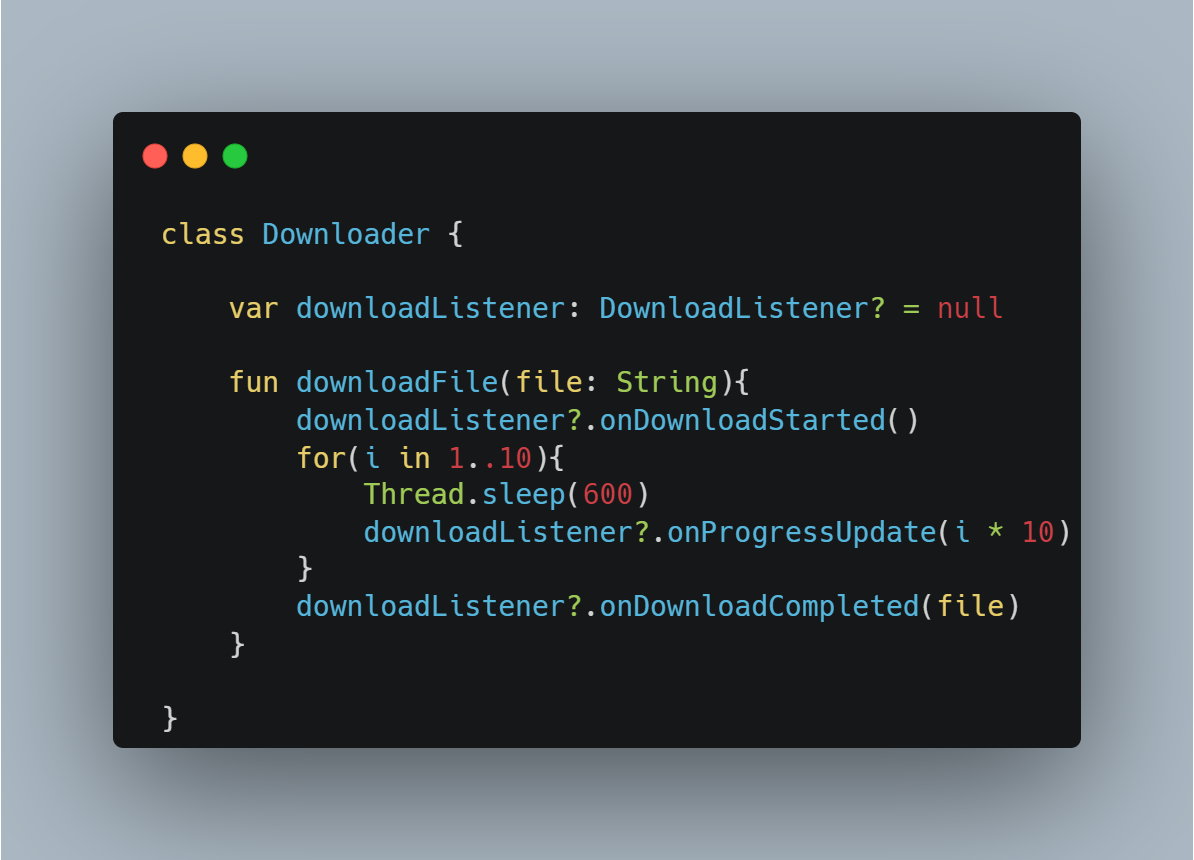 class Downloader {
    var downloadListener: DownloadListener? = null
    fun downloadFile(file: String){
        downloadListener?.onDownloadStarted()
        for(i in 1..10){
            Thread.sleep(600)
            downloadListener?.onProgressUpdate(i * 10)
        }
        downloadListener?.onDownloadCompleted(file)
    }
}